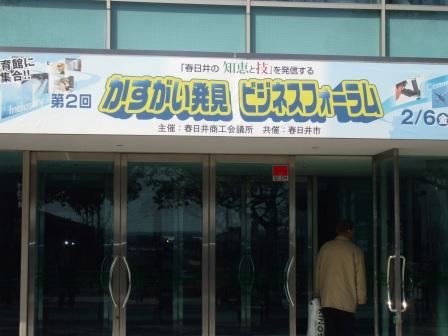 育館に
集合!!
「春日井の 知恵と技」を発信する
第2回
かすがい発見 ビジネスフォーラム
2/6金
主催：春日井商工会議所　共催：春日井市